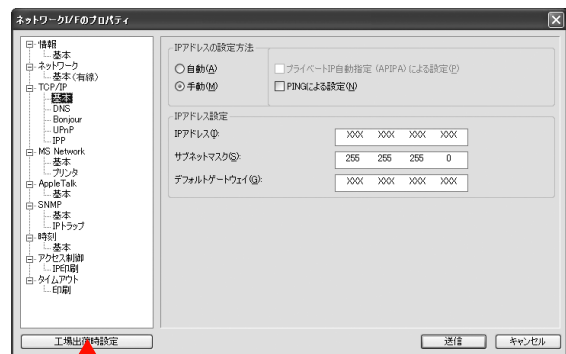 ネットワークI/Fのプロパティ
情報
基本
ネットワーク
基本(有線)
TCP/IP
基本
DNS
Bonjour
UPnP
IPP
MS Network
基本
プリンタ
AppleTalk
基本
SNMP
基本
IPトラップ
時刻
基本
アクセス制御
IPE印刷
タイムアウト
印刷
IPアドレスの設定方法
自動(A)
プライベートIP自動指定 (APIPA) による設定(P)
手動(M)
PINGによる設定(N)
IPアドレス設定
IPアドレス(I):
XXX XXX XXX XXX
サブネットマスク(S):
255 255 255 0
デフォルトゲートウェイ(G):
XXX XXX XXX XXX
工場出荷時設定
送信
キャンセル